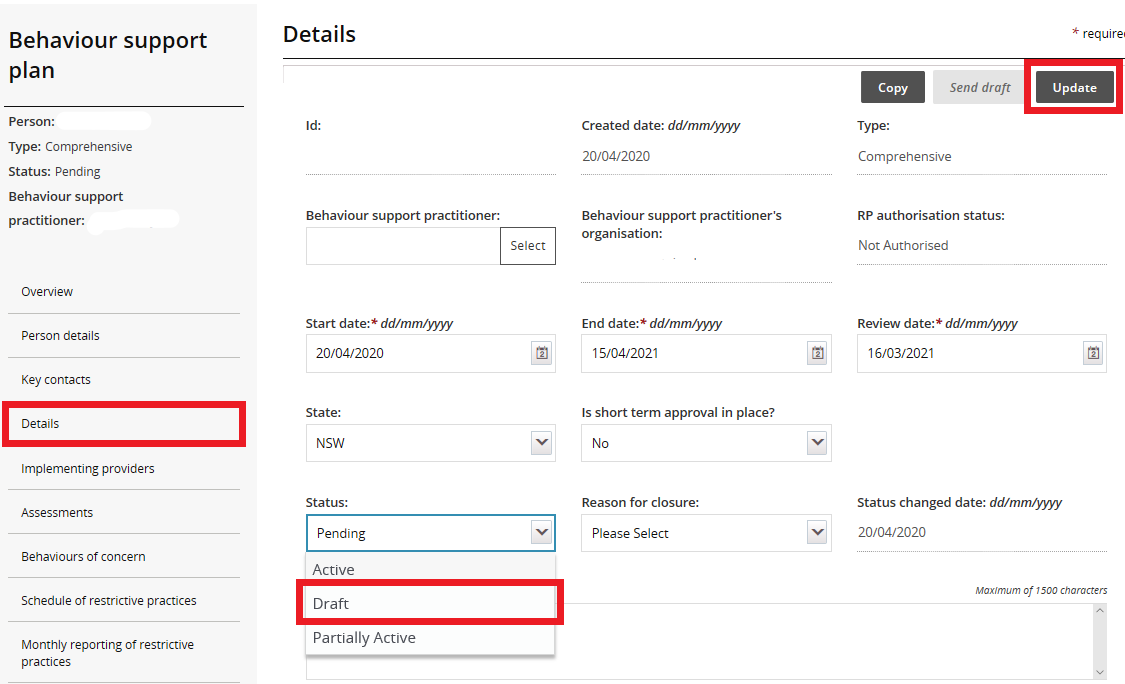 Behaviour support
plan
Person:
Type: Comprehensive
Status: Pending
Behaviour support
practitioner:
Overview
Person details
Key contacts
Details
Implementing providers
Assessments
Behaviours of concern
Schedule of restrictive practices
Monthly reporting of restrictive
practices
Details
* require
Copy Send draft Update
Id: Created date: dd/mm/yyyy Type:
20/04/2020 Comprehensive
Behaviour support practitioner: Behaviour support practitioner's RP authorisation status:
organisation:
Select Not Authorised
Start date:* dd/mm/yyyy End date:* dd/mm/yyyy Review date:* dd/mm/yyyy
20/04/2020 2 15/04/2021 2 16/03/2021 2
State: Is short term approval in place?
NSW No
Status: Reason for closure: Status changed date: dd/mm/yyyy
Pending Please Select 20/04/2020
Active
Draft
Partially Active
Maximum of 1500 characters